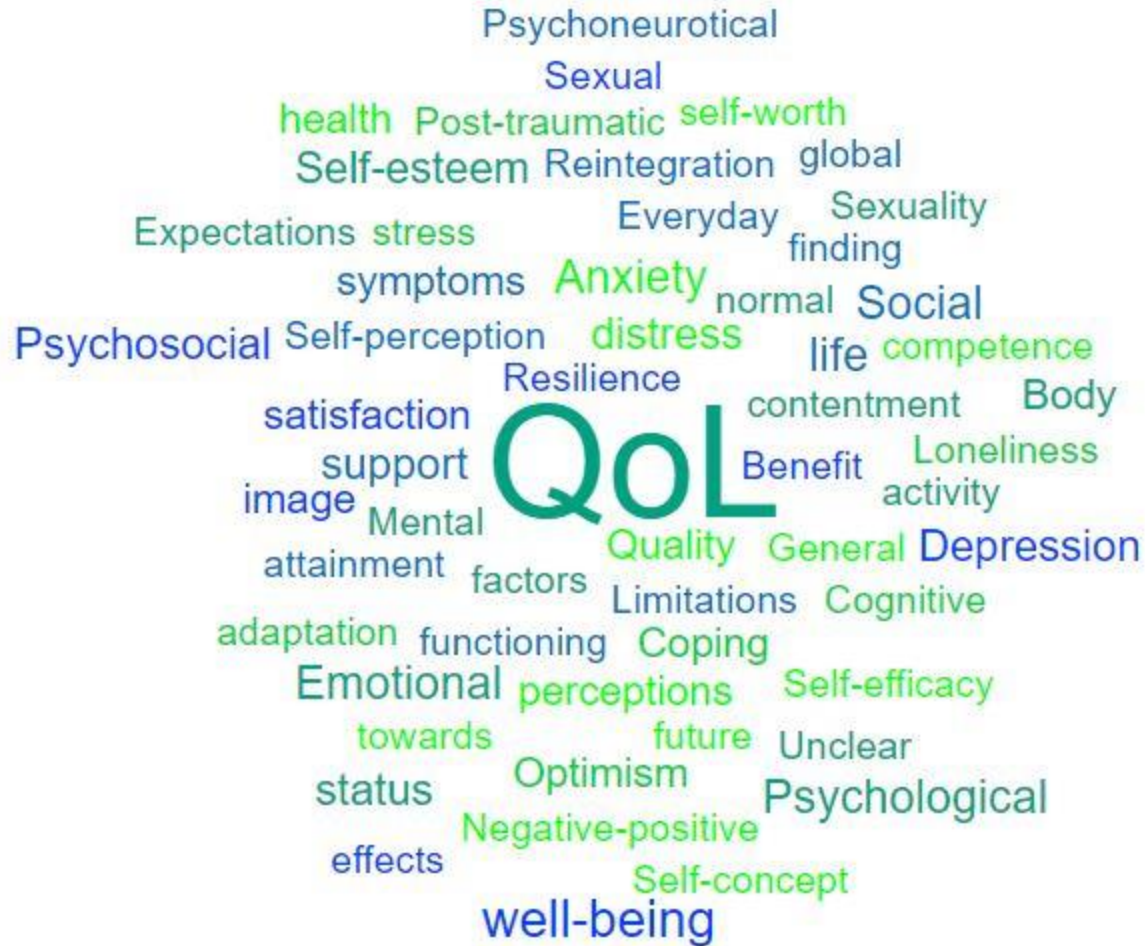 Psychoneurotical
Sexual
health Post-traumatic self-worth
Self-esteem Reintegration global
Everyday Sexuality
Expectations stress finding
symptoms Anxiety normal Social
Psychosocial Self-perception distress life competence
Resilience
satisfaction contentment Body
QoL
support Benefit Loneliness
image Mental activity
Quality General Depression
attainment factors Limitations Cognitive
adaptation functioning Coping
Emotional perceptions Self-efficacy
towards future Unclear
status Optimism Psychological
Negative-positive
effects Self-concept
well-being